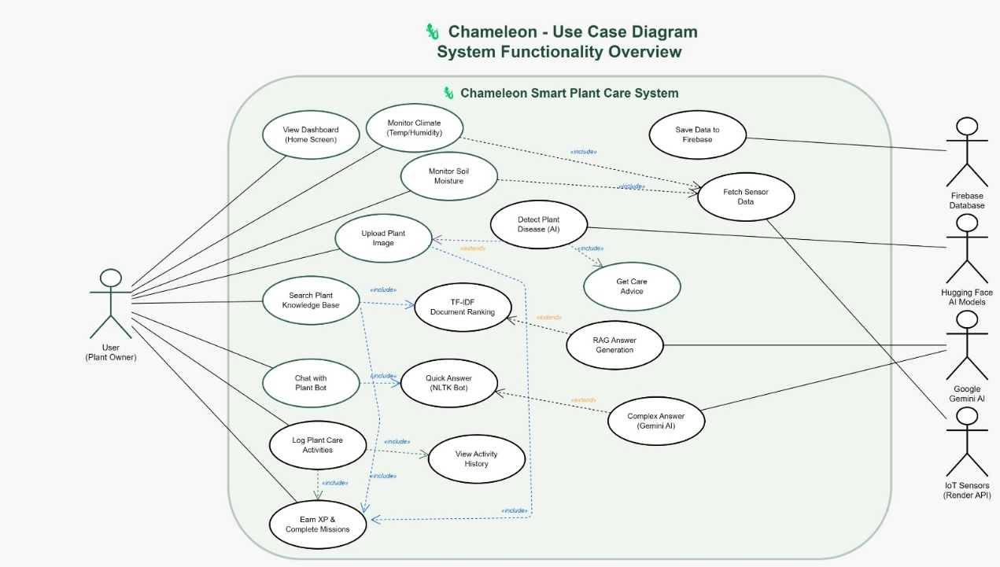 Chameleon - Use Case Diagram
System Functionality Overview
Chameleon Smart Plant Care System
View Dashboard
(Home Screen)
Monitor Climate
(Temp/Humidity)
Save Data to
Firebase
«include»
Monitor Soil
Moisture
«include»
Fetch Sensor
Data
Firebase
Database
Detect Plant
Disease (AI)
Upload Plant
Image
«extend»
«include»
Get Care
Advice
Hugging Face
AI Models
Search Plant
Knowledge Base
«include»
TF-IDF
Document Ranking
«extend»
RAG Answer
Generation
User
(Plant Owner)
Chat with
Plant Bot
«include»
Quick Answer
(NLTK Bot)
«extend»
Complex Answer
(Gemini AI)
Google
Gemini AI
Log Plant Care
Activities
«include»
View Activity
History
«include»
«include»
IoT Sensors
(Render API)
Earn XP &
Complete Missions
«include»